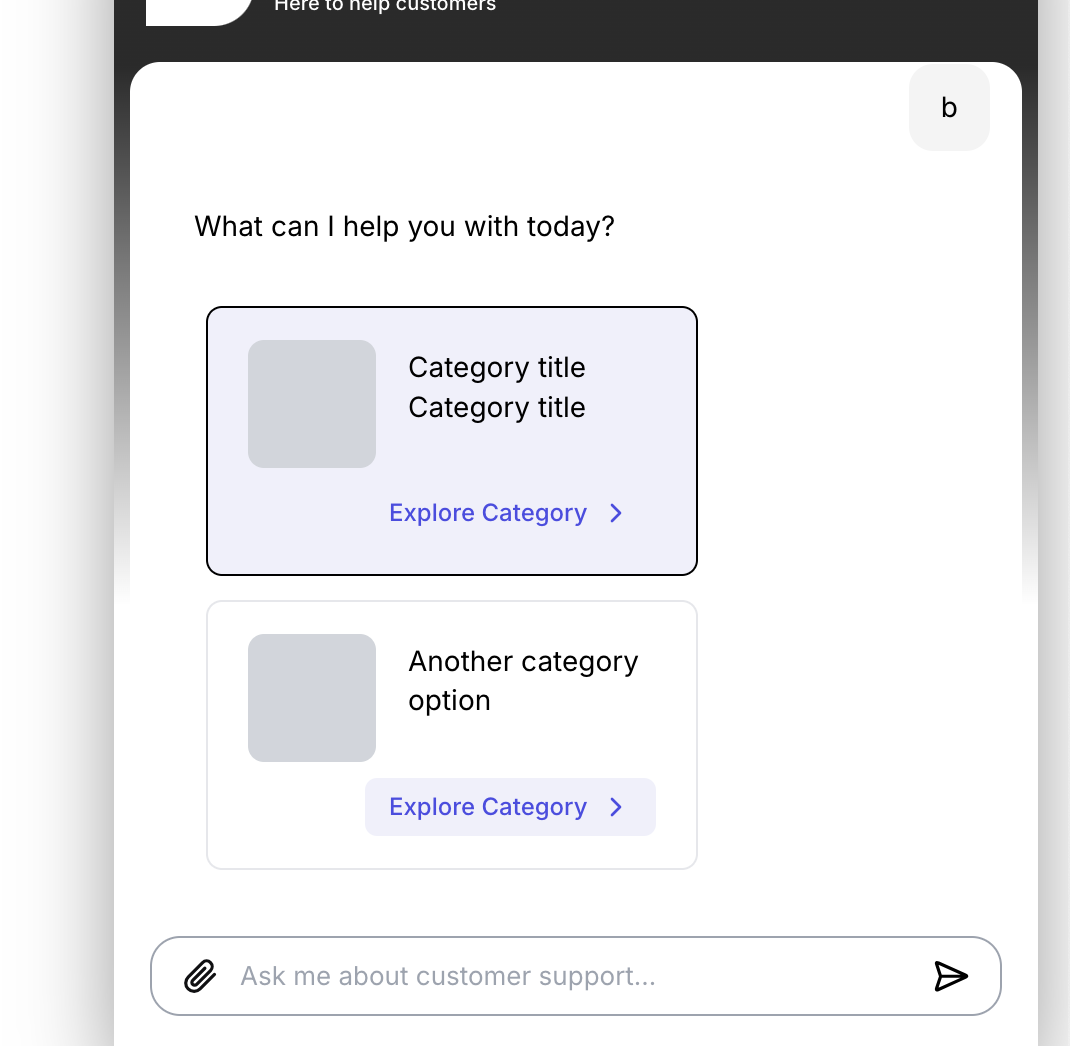 Here to help customers
b
What can I help you with today?
Category title
Category title
Explore Category
Another category
option
Explore Category
Ask me about customer support...